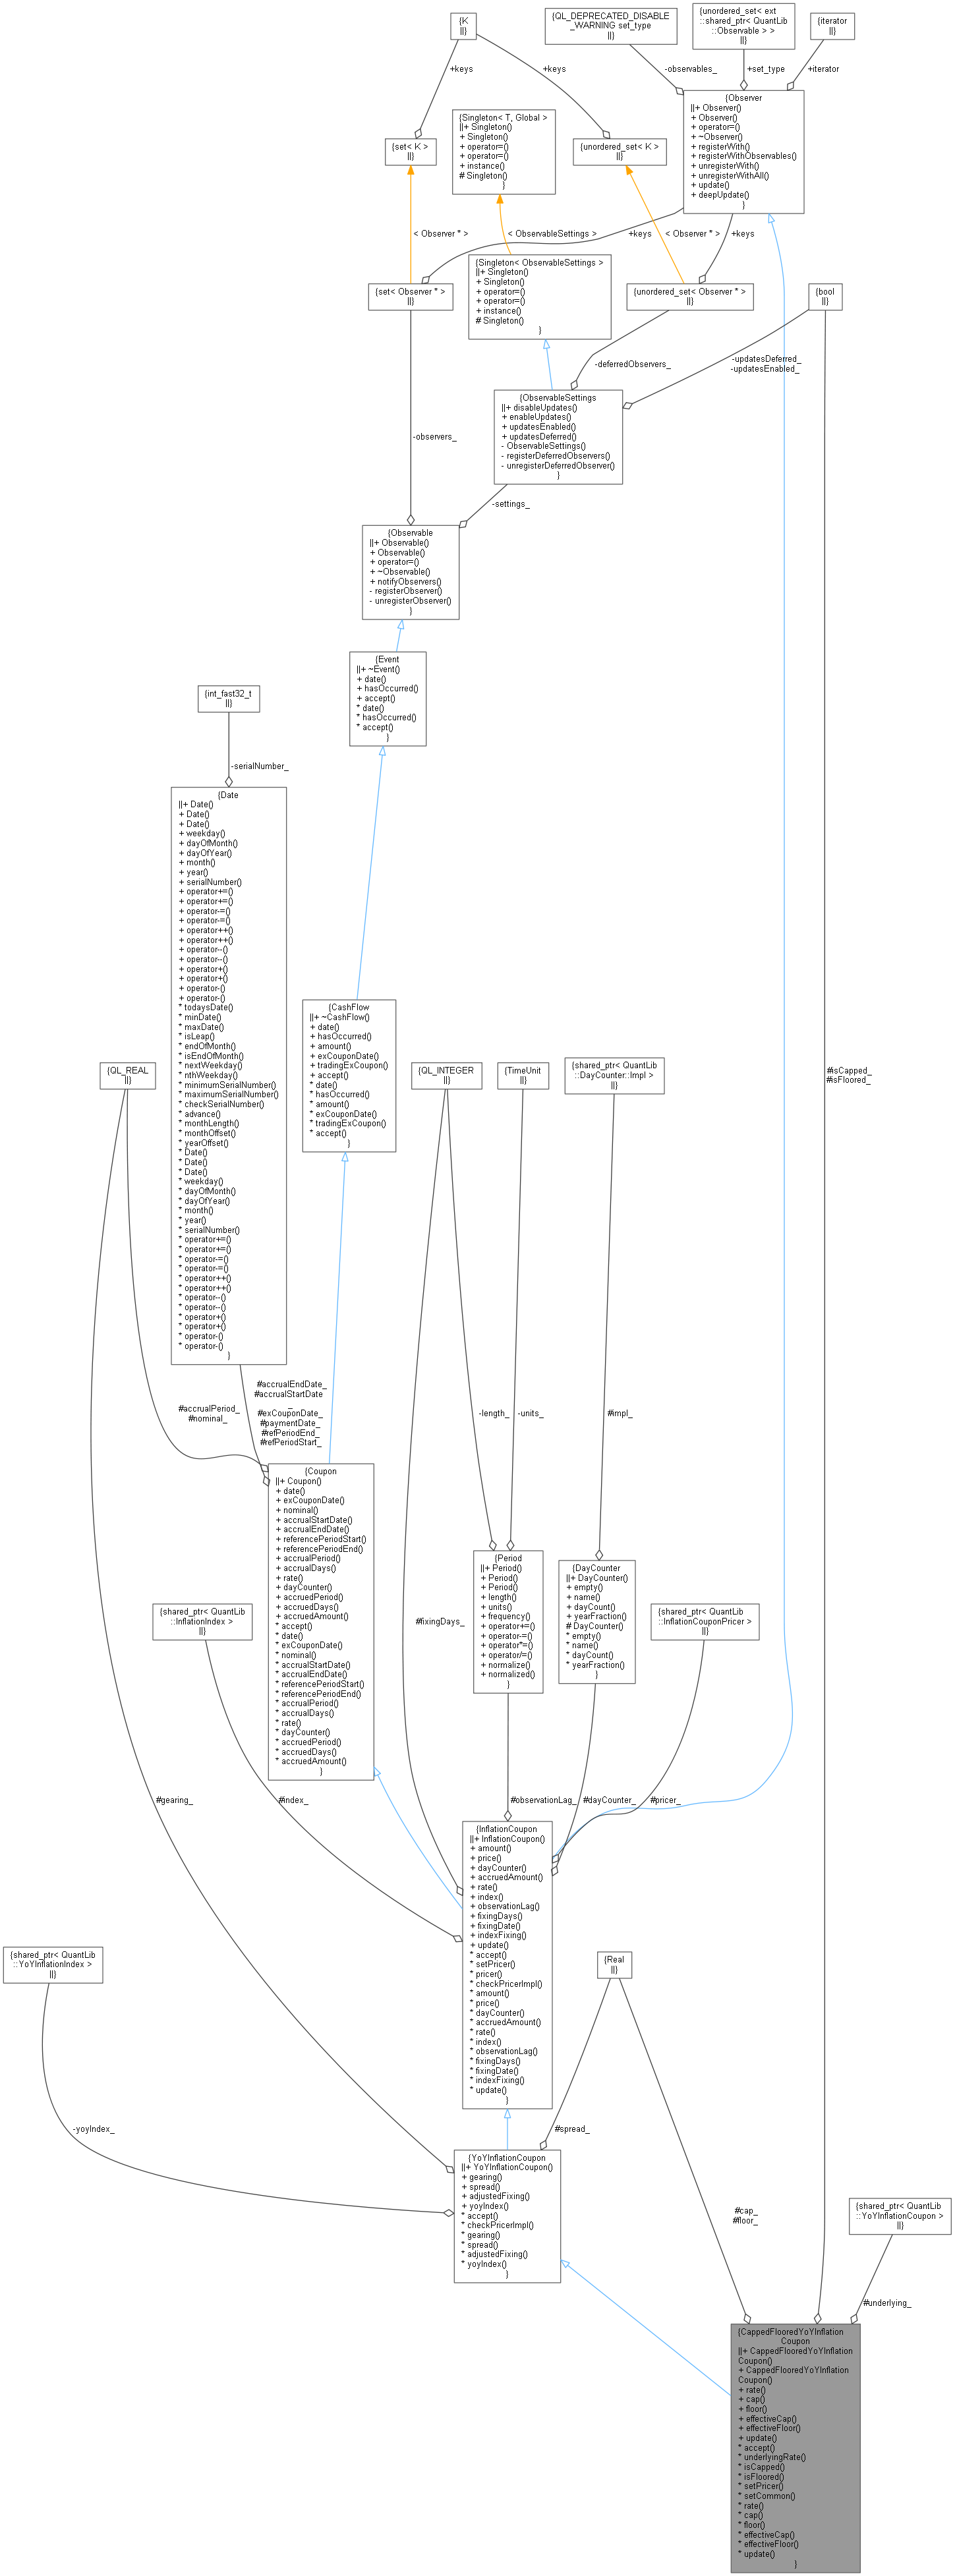 {K
||}
{QL_DEPRECATED_DISABLE
_WARNING set_type
||}
{unordered_set< ext
::shared_ptr< QuantLib
::Observable > >
||}
{iterator
||}
+keys
+keys
-observables_
+set_type
+iterator
{set< K >
||}
{Singleton< T, Global >
||+ Singleton()
+ Singleton()
+ operator=()
+ operator=()
+ instance()
# Singleton()
}
{unordered_set< K >
||}
{Observer
||+ Observer()
+ Observer()
+ operator=()
+ ~Observer()
+ registerWith()
+ registerWithObservables()
+ unregisterWith()
+ unregisterWithAll()
+ update()
+ deepUpdate()
}
< Observer * >
< ObservableSettings >
+keys
< Observer * >
+keys
{set< Observer * >
||}
{Singleton< ObservableSettings >
||+ Singleton()
+ Singleton()
+ operator=()
+ operator=()
+ instance()
# Singleton()
}
{unordered_set< Observer * >
||}
{bool
||}
-deferredObservers_
-updatesDeferred_
-updatesEnabled_
-observers_
{ObservableSettings
||+ disableUpdates()
+ enableUpdates()
+ updatesEnabled()
+ updatesDeferred()
- ObservableSettings()
- registerDeferredObservers()
- unregisterDeferredObserver()
}
-settings_
{Observable
||+ Observable()
+ Observable()
+ operator=()
+ ~Observable()
+ notifyObservers()
- registerObserver()
- unregisterObserver()
}
{Event
||+ ~Event()
+ date()
+ hasOccurred()
+ accept()
* date()
* hasOccurred()
* accept()
}
{int_fast32_t
||}
-serialNumber_
{Date
||+ Date()
+ Date()
+ Date()
+ weekday()
+ dayOfMonth()
+ dayOfYear()
+ month()
+ year()
+ serialNumber()
+ operator+=()
+ operator+=()
+ operator-=()
+ operator-=()
+ operator++()
+ operator++()
+ operator--()
+ operator--()
+ operator+()
+ operator+()
+ operator-()
+ operator-()
* todaysDate()
* minDate()
* maxDate()
* isLeap()
* endOfMonth()
* isEndOfMonth()
* nextWeekday()
* nthWeekday()
* minimumSerialNumber()
* maximumSerialNumber()
* checkSerialNumber()
* advance()
* monthLength()
* monthOffset()
* yearOffset()
* Date()
* Date()
* Date()
* weekday()
* dayOfMonth()
* dayOfYear()
* month()
* year()
* serialNumber()
* operator+=()
* operator+=()
* operator-=()
* operator-=()
* operator++()
* operator++()
* operator--()
* operator--()
* operator+()
* operator+()
* operator-()
* operator-()
}
{CashFlow
||+ ~CashFlow()
+ date()
+ hasOccurred()
+ amount()
+ exCouponDate()
+ tradingExCoupon()
+ accept()
* date()
* hasOccurred()
* amount()
* exCouponDate()
* tradingExCoupon()
* accept()
}
{QL_REAL
||}
{QL_INTEGER
||}
{TimeUnit
||}
{shared_ptr< QuantLib
::DayCounter::Impl >
||}
#isCapped_
#isFloored_
#accrualPeriod_
#nominal_
#accrualEndDate_
#accrualStartDate
_
#exCouponDate_
#paymentDate_
#refPeriodEnd_
#refPeriodStart_
-length_
-units_
#impl_
{Coupon
||+ Coupon()
+ date()
+ exCouponDate()
+ nominal()
+ accrualStartDate()
+ accrualEndDate()
+ referencePeriodStart()
+ referencePeriodEnd()
+ accrualPeriod()
+ accrualDays()
+ rate()
+ dayCounter()
+ accruedPeriod()
+ accruedDays()
+ accruedAmount()
* accept()
* date()
* exCouponDate()
* nominal()
* accrualStartDate()
* accrualEndDate()
* referencePeriodStart()
* referencePeriodEnd()
* accrualPeriod()
* accrualDays()
* rate()
* dayCounter()
* accruedPeriod()
* accruedDays()
* accruedAmount()
}
{Period
||+ Period()
+ Period()
+ Period()
+ length()
+ units()
+ frequency()
+ operator+=()
+ operator-=()
+ operator*=()
+ operator/=()
+ normalize()
+ normalized()
}
{DayCounter
||+ DayCounter()
+ empty()
+ name()
+ dayCount()
+ yearFraction()
# DayCounter()
* empty()
* name()
* dayCount()
* yearFraction()
}
{shared_ptr< QuantLib
::InflationIndex >
||}
{shared_ptr< QuantLib
::InflationCouponPricer >
||}
#fixingDays_
#gearing_
#index_
#observationLag_
#dayCounter_
#pricer_
{InflationCoupon
||+ InflationCoupon()
+ amount()
+ price()
+ dayCounter()
+ accruedAmount()
+ rate()
+ index()
+ observationLag()
+ fixingDays()
+ fixingDate()
+ indexFixing()
+ update()
* accept()
* setPricer()
* pricer()
* checkPricerImpl()
* amount()
* price()
* dayCounter()
* accruedAmount()
* rate()
* index()
* observationLag()
* fixingDays()
* fixingDate()
* indexFixing()
* update()
}
{shared_ptr< QuantLib
::YoYInflationIndex >
||}
{Real
||}
-yoyIndex_
#spread_
{YoYInflationCoupon
||+ YoYInflationCoupon()
+ gearing()
+ spread()
+ adjustedFixing()
+ yoyIndex()
* accept()
* checkPricerImpl()
* gearing()
* spread()
* adjustedFixing()
* yoyIndex()
}
#cap_
#floor_
{shared_ptr< QuantLib
::YoYInflationCoupon >
||}
#underlying_
{CappedFlooredYoYInflation
Coupon
||+ CappedFlooredYoYInflation
Coupon()
+ CappedFlooredYoYInflation
Coupon()
+ rate()
+ cap()
+ floor()
+ effectiveCap()
+ effectiveFloor()
+ update()
* accept()
* underlyingRate()
* isCapped()
* isFloored()
* setPricer()
* setCommon()
* rate()
* cap()
* floor()
* effectiveCap()
* effectiveFloor()
* update()
}